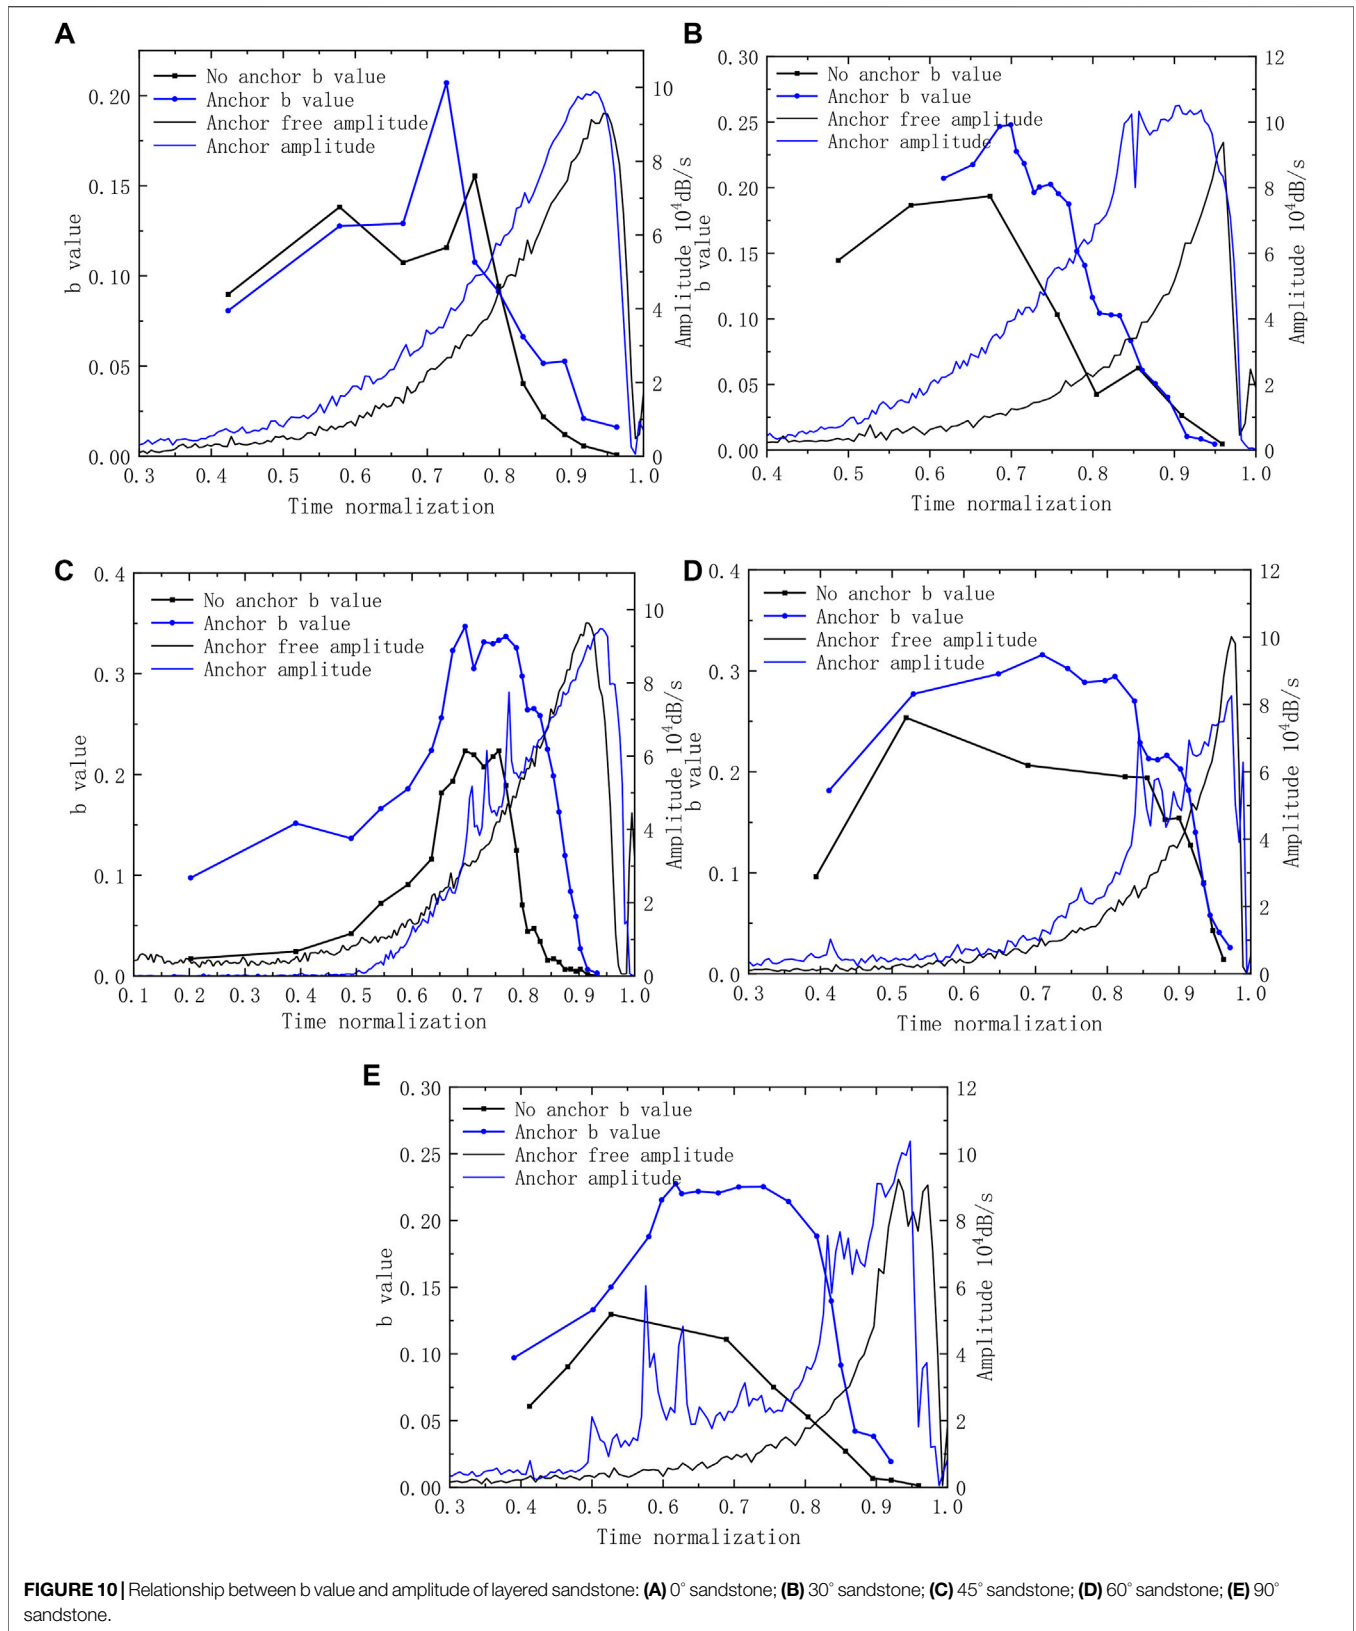 A
No anchor b value
Anchor b value
Anchor free amplitude
Anchor amplitude
0.20
0.15
0.10
0.05
0.00
b value
10
8
6
4
2
0
Amplitude 10⁴dB/s
0.3 0.4 0.5 0.6 0.7 0.8 0.9 1.0
Time normalization
B
No anchor b value
Anchor b value
Anchor free amplitude
Anchor amplitude
0.30
0.25
0.20
0.15
0.10
0.05
0.00
b value
12
10
8
6
4
2
0
Amplitude 10⁴dB/s
0.4 0.5 0.6 0.7 0.8 0.9 1.0
Time normalization
C
No anchor b value
Anchor b value
Anchor free amplitude
Anchor amplitude
0.4
0.3
0.2
0.1
0.0
b value
10
8
6
4
2
0
Amplitude 10⁴dB/s
0.1 0.2 0.3 0.4 0.5 0.6 0.7 0.8 0.9 1.0
Time normalization
D
No anchor b value
Anchor b value
Anchor free amplitude
Anchor amplitude
0.4
0.3
0.2
0.1
0.0
b value
12
10
8
6
4
2
0
Amplitude 10⁴dB/s
0.3 0.4 0.5 0.6 0.7 0.8 0.9 1.0
Time normalization
E
No anchor b value
Anchor b value
Anchor free amplitude
Anchor amplitude
0.30
0.25
0.20
0.15
0.10
0.05
0.00
b value
12
10
8
6
4
2
0
Amplitude 10⁴dB/s
0.3 0.4 0.5 0.6 0.7 0.8 0.9 1.0
Time normalization
FIGURE 10 | Relationship between b value and amplitude of layered sandstone: (A) 0° sandstone; (B) 30° sandstone; (C) 45° sandstone; (D) 60° sandstone; (E) 90°
sandstone.